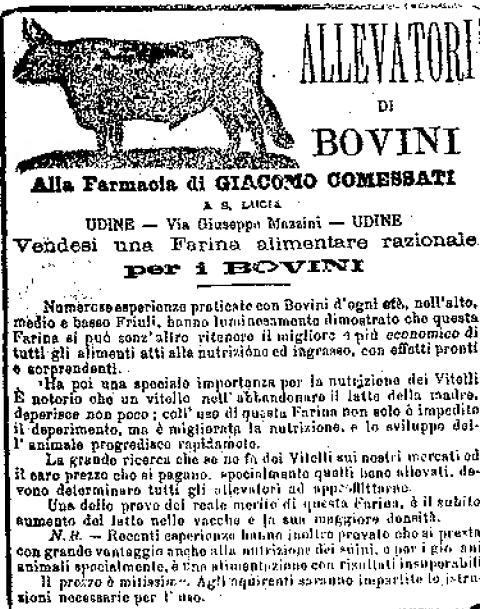 ALLEVATORI
DI
BOVINI
Alla Farmacia di GIACOMO COMESSATI
A S. LUCIA
UDINE — Via Giuseppe Mazzini — UDINE
Vendesi una Farina alimentare razionale
per i BOVINI
Numerose esperienze praticate con Bovini d'ogni età, nell'alto,
medio e basso Friuli, hanno luminosamente dimostrato che questa
Farina si può senz'altro ritenere il migliore e più economico di
tutti gli alimenti atti alla nutrizione ed ingrasso, con effetti pronti
e sorprendenti.
Ha poi una speciale importanza per la nutrizione dei Vitelli
È notorio che un vitello nell'abbandonare il latte della madre,
deperisce non poco; coll'uso di questa Farina non solo è impedito
il deperimento, ma è migliorata la nutrizione, e lo sviluppo del-
l'animale progredisce rapidamente.
La grande ricerca che se ne fa dei Vitelli sui nostri mercati ed
il caro prezzo che si pagano, specialmente quelli bene allevati, de-
vono determinare tutti gli allevatori ad approfittarne.
Una delle prove del reale merito di questa Farina, è il subito
aumento del latte nelle vacche e la sua maggiore densità.
N.B. — Recenti esperienze hanno inoltre provato che si presta
con grande vantaggio anche alla nutrizione dei suini, e per i giovani
animali specialmente, è una alimentazione con risultati insuperabili
Il prezzo è mitissimo. Agli acquirenti saranno impartite le istru-
zioni necessarie per l'uso.